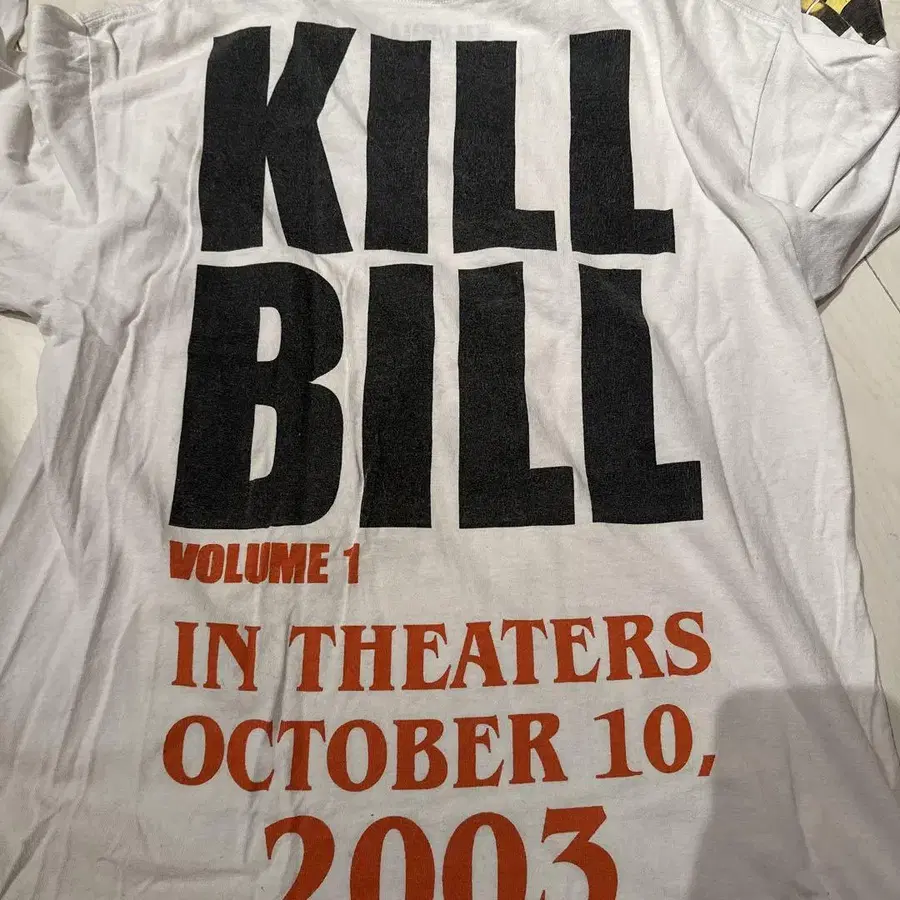 KILL
BILL
VOLUME 1
IN THEATERS
OCTOBER 10,
2003